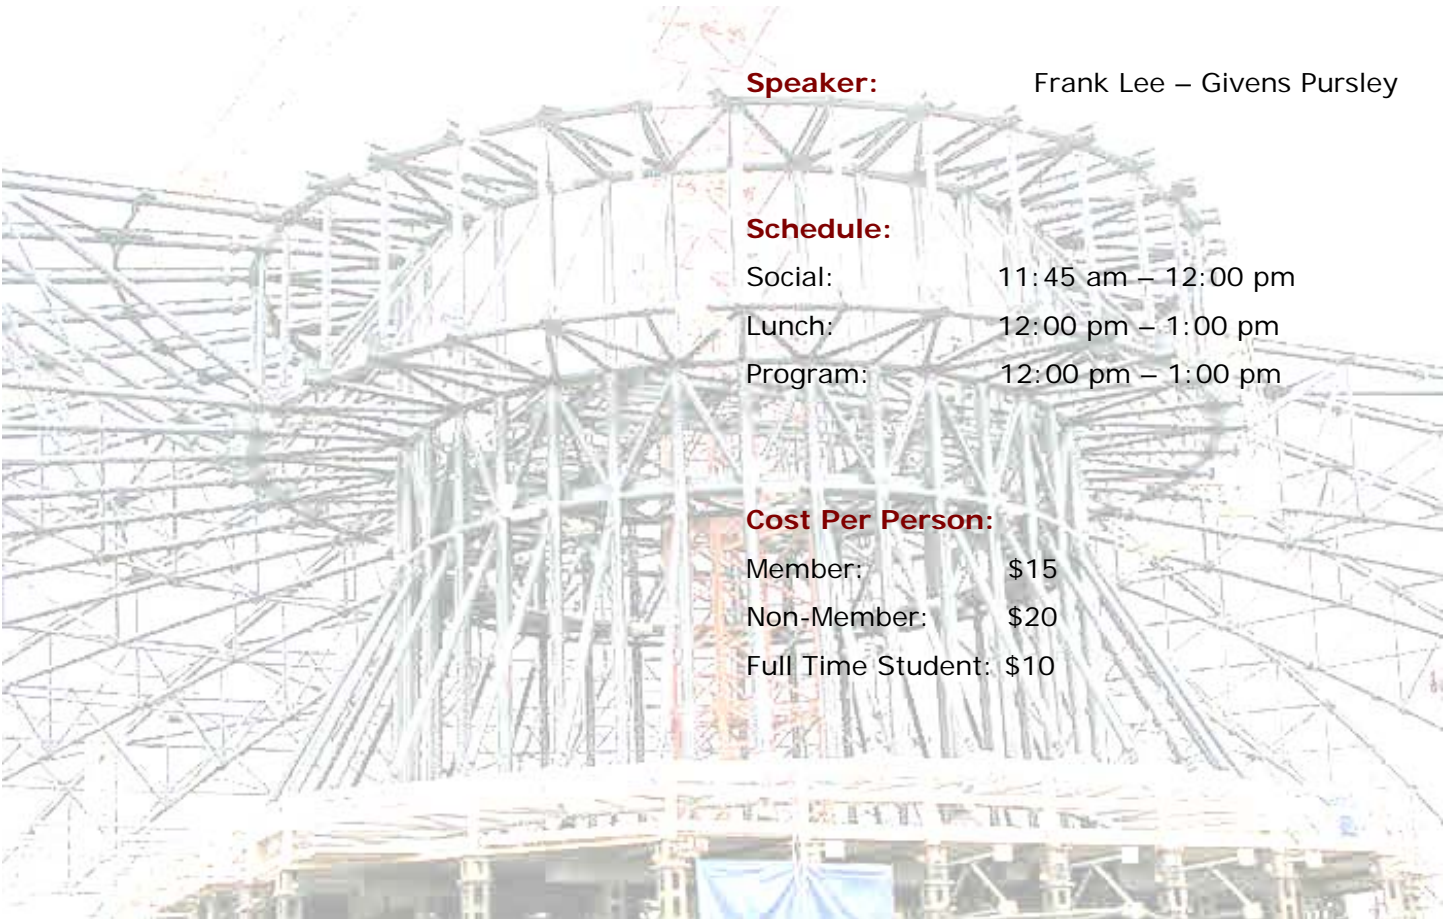 Speaker: Frank Lee – Givens Pursley
Schedule:
Social: 11:45 am – 12:00 pm
Lunch: 12:00 pm – 1:00 pm
Program: 12:00 pm – 1:00 pm
Cost Per Person:
Member: $15
Non-Member: $20
Full Time Student: $10